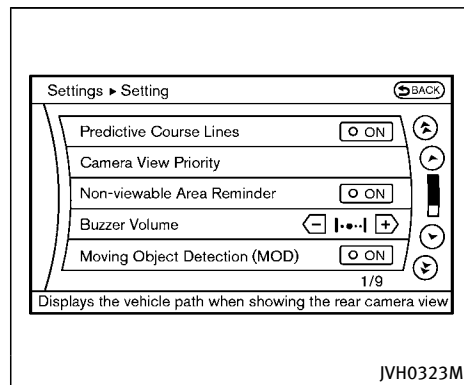 Settings ▸ Setting
BACK
Predictive Course Lines ON
Camera View Priority
Non-viewable Area Reminder ON
Buzzer Volume − +
Moving Object Detection (MOD) ON
1/9
Displays the vehicle path when showing the rear camera view
JVH0323M